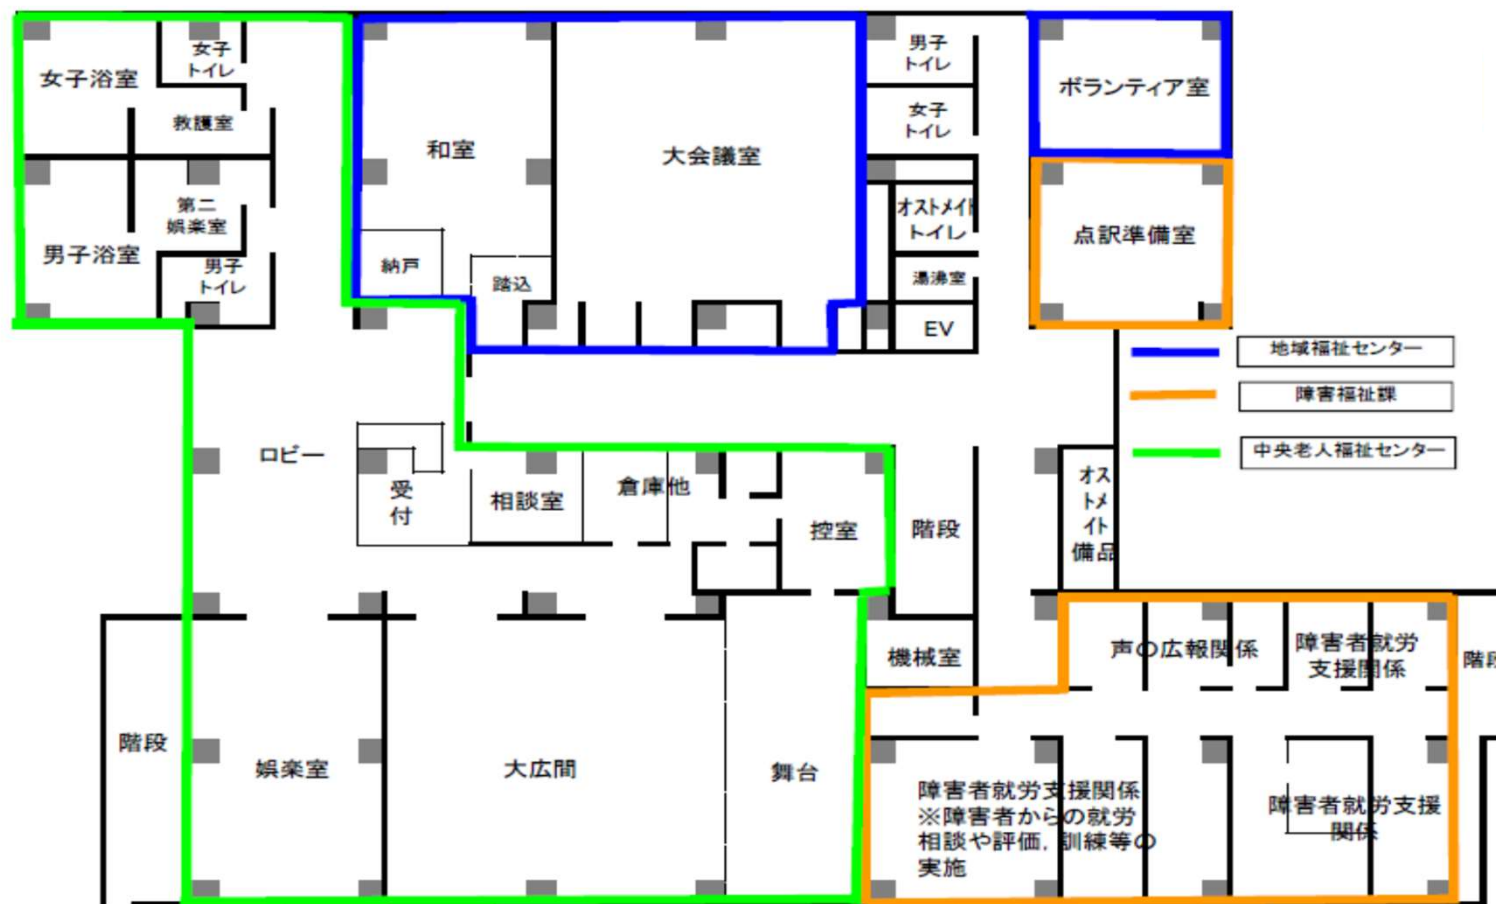 女子
トイレ
女子浴室
救護室
第二
娯楽室
男子浴室
男子
トイレ
和室
大会議室
納戸
踏込
男子
トイレ
女子
トイレ
オストメイト
トイレ
湯沸室
EV
ボランティア室
点訳準備室
地域福祉センター
障害福祉課
中央老人福祉センター
ロビー
受
付
相談室
倉庫他
控室
階段
オス
トメ
イト
備品
機械室
声の広報関係
障害者就労
支援関係
階段
娯楽室
大広間
舞台
障害者就労支援関係
※障害者からの就労
相談や評価，訓練等の
実施
障害者就労支援
関係